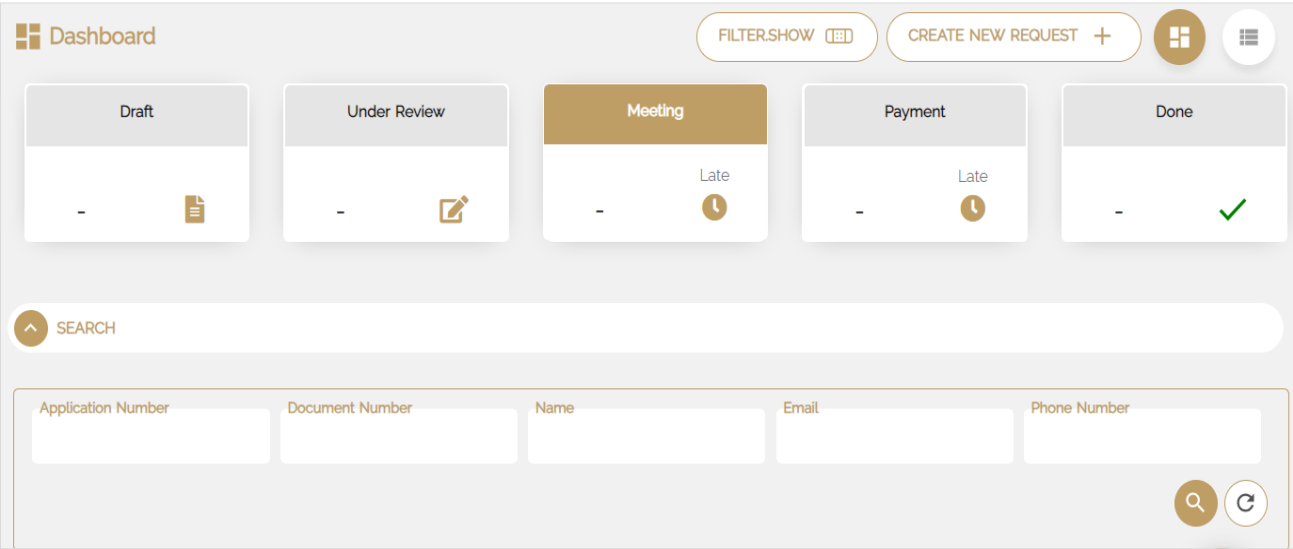 Dashboard
FILTER.SHOW
CREATE NEW REQUEST +
Draft
-
Under Review
-
Meeting
Late
-
Payment
Late
-
Done
-
SEARCH
Application Number
Document Number
Name
Email
Phone Number